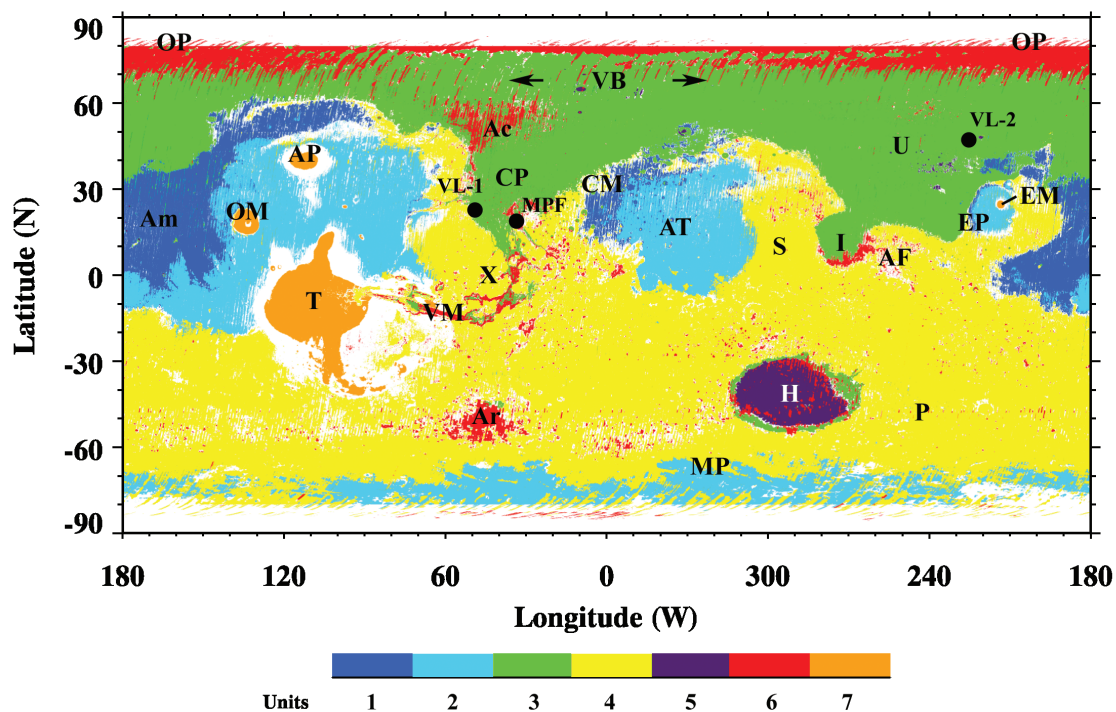 90
OP
OP
VB
60
Ac
VL-2
AP
U
30
VL-1
CP
CM
MPF
EM
Am
OM
AT
EP
S
I
AF
0
X
T
VM
-30
H
Ar
P
-60
MP
-90
Latitude (N)
180
120
60
0
300
240
180
Longitude (W)
Units
1
2
3
4
5
6
7